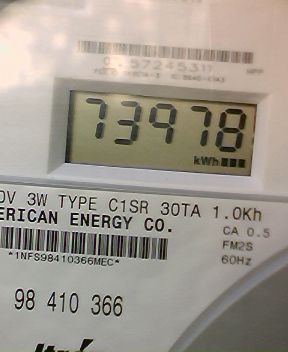 73978
kWh
0V 3W TYPE C1SR 30TA 1.0Kh
ERICAN ENERGY CO.
CA 0.5
FM2S
60Hz
*1NFS98410366MEC*
98 410 366